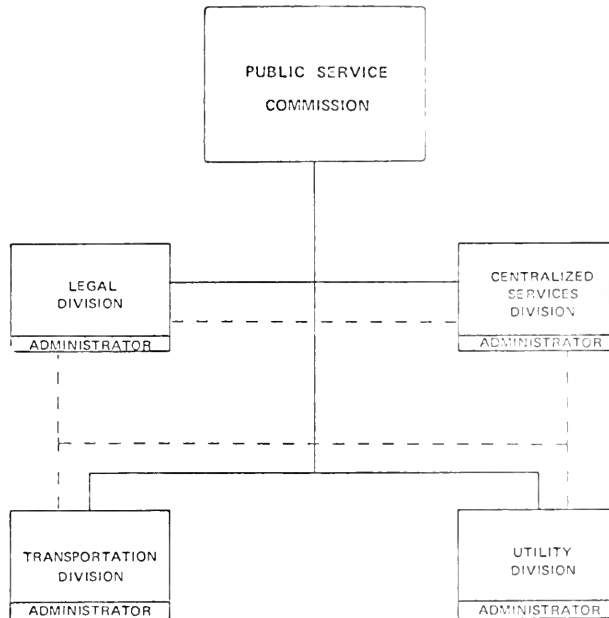 PUBLIC SERVICE
COMMISSION
LEGAL
DIVISION
ADMINISTRATOR
CENTRALIZED
SERVICES
DIVISION
ADMINISTRATOR
TRANSPORTATION
DIVISION
ADMINISTRATOR
UTILITY
DIVISION
ADMINISTRATOR